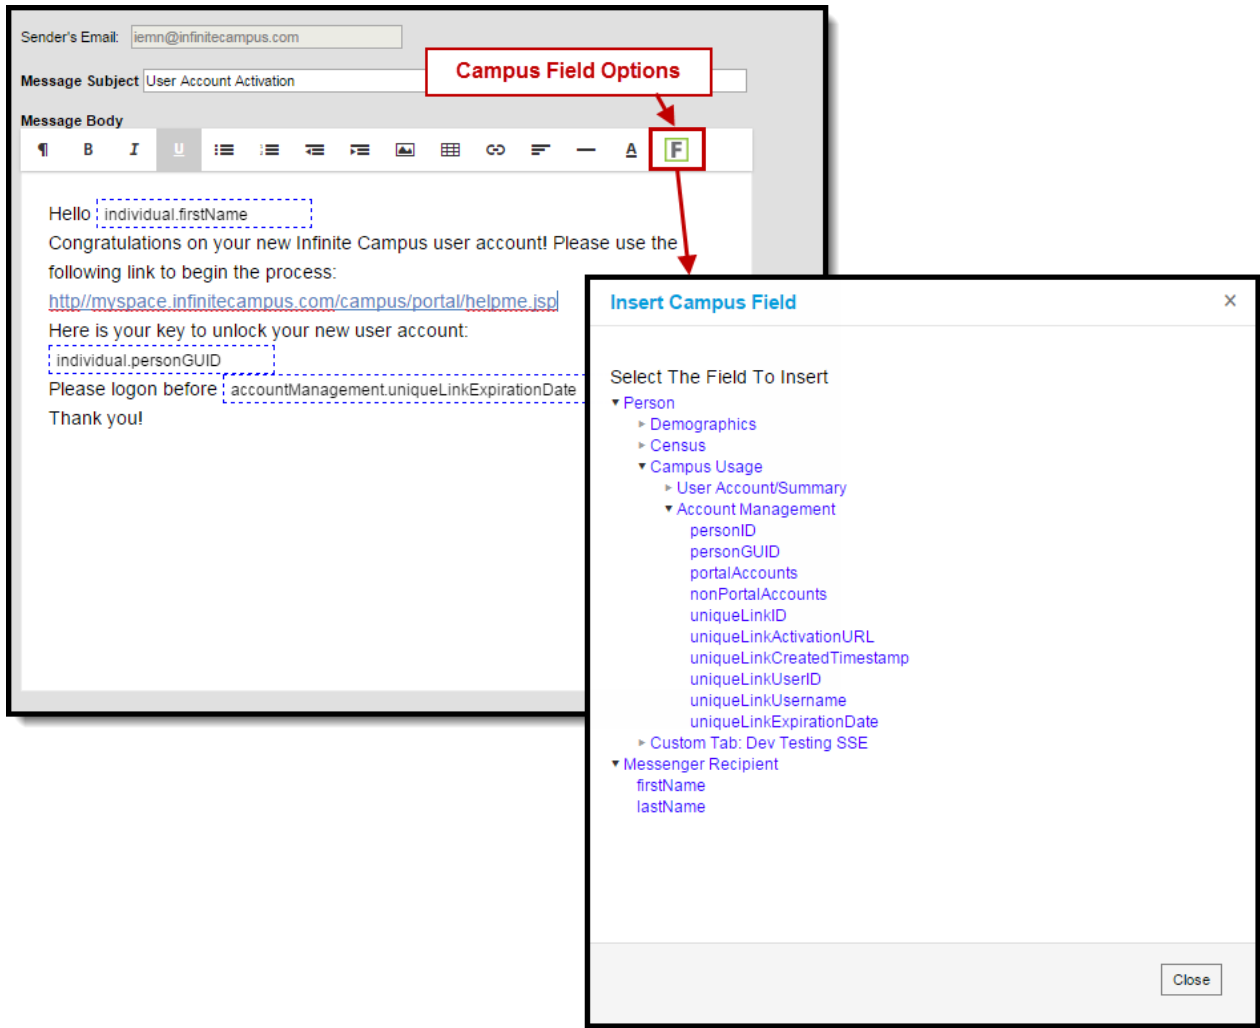 Sender's Email: iemn@infinitecampus.com
Message Subject User Account Activation
Campus Field Options
Message Body
¶ B I U A F
Hello individual.firstName
Congratulations on your new Infinite Campus user account! Please use the
following link to begin the process:
http//myspace.infinitecampus.com/campus/portal/helpme.jsp
Here is your key to unlock your new user account:
individual.personGUID
Please logon before accountManagement.uniqueLinkExpirationDate
Thank you!
Insert Campus Field ×
Select The Field To Insert
Person
Demographics
Census
Campus Usage
User Account/Summary
Account Management
personID
personGUID
portalAccounts
nonPortalAccounts
uniqueLinkID
uniqueLinkActivationURL
uniqueLinkCreatedTimestamp
uniqueLinkUserID
uniqueLinkUsername
uniqueLinkExpirationDate
Custom Tab: Dev Testing SSE
Messenger Recipient
firstName
lastName
Close